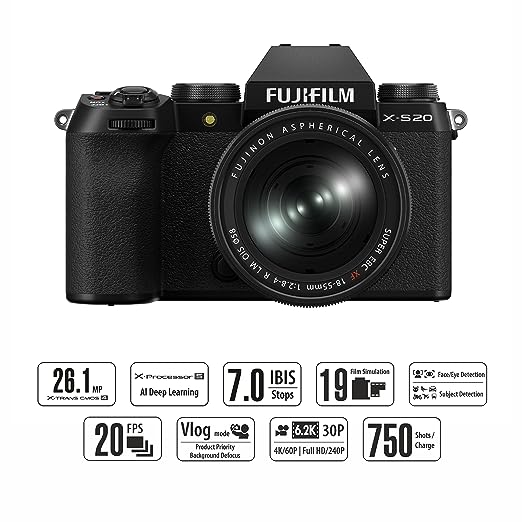 FUJIFILM
X-S20
FUJINON ASPHERICAL LENS
SUPER EBC XF 18-55mm 1:2.8-4 R LM OIS Ø58
26.1 MP
X-TRANS CMOS 4
X-Processor 5
AI Deep Learning
7.0 IBIS Stops
19 Film Simulation
Face/Eye Detection
Subject Detection
20 FPS
Vlog mode
Product Priority
Background Defocus
6.2K 30P
4K/60P | Full HD/240P
750 Shots/
Charge